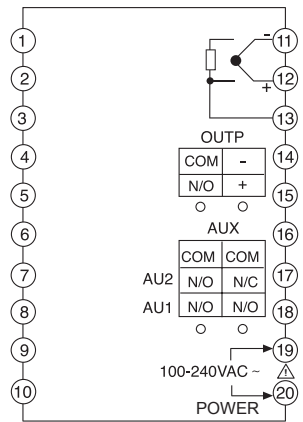 1
11
-
2
12
+
3
13
OUTP
4
COM -
14
5
N/O +
15
6
16
AUX
COM COM
7
AU2 N/O N/C
17
8
AU1 N/O N/O
18
9
19
100-240VAC ~
10
20
POWER